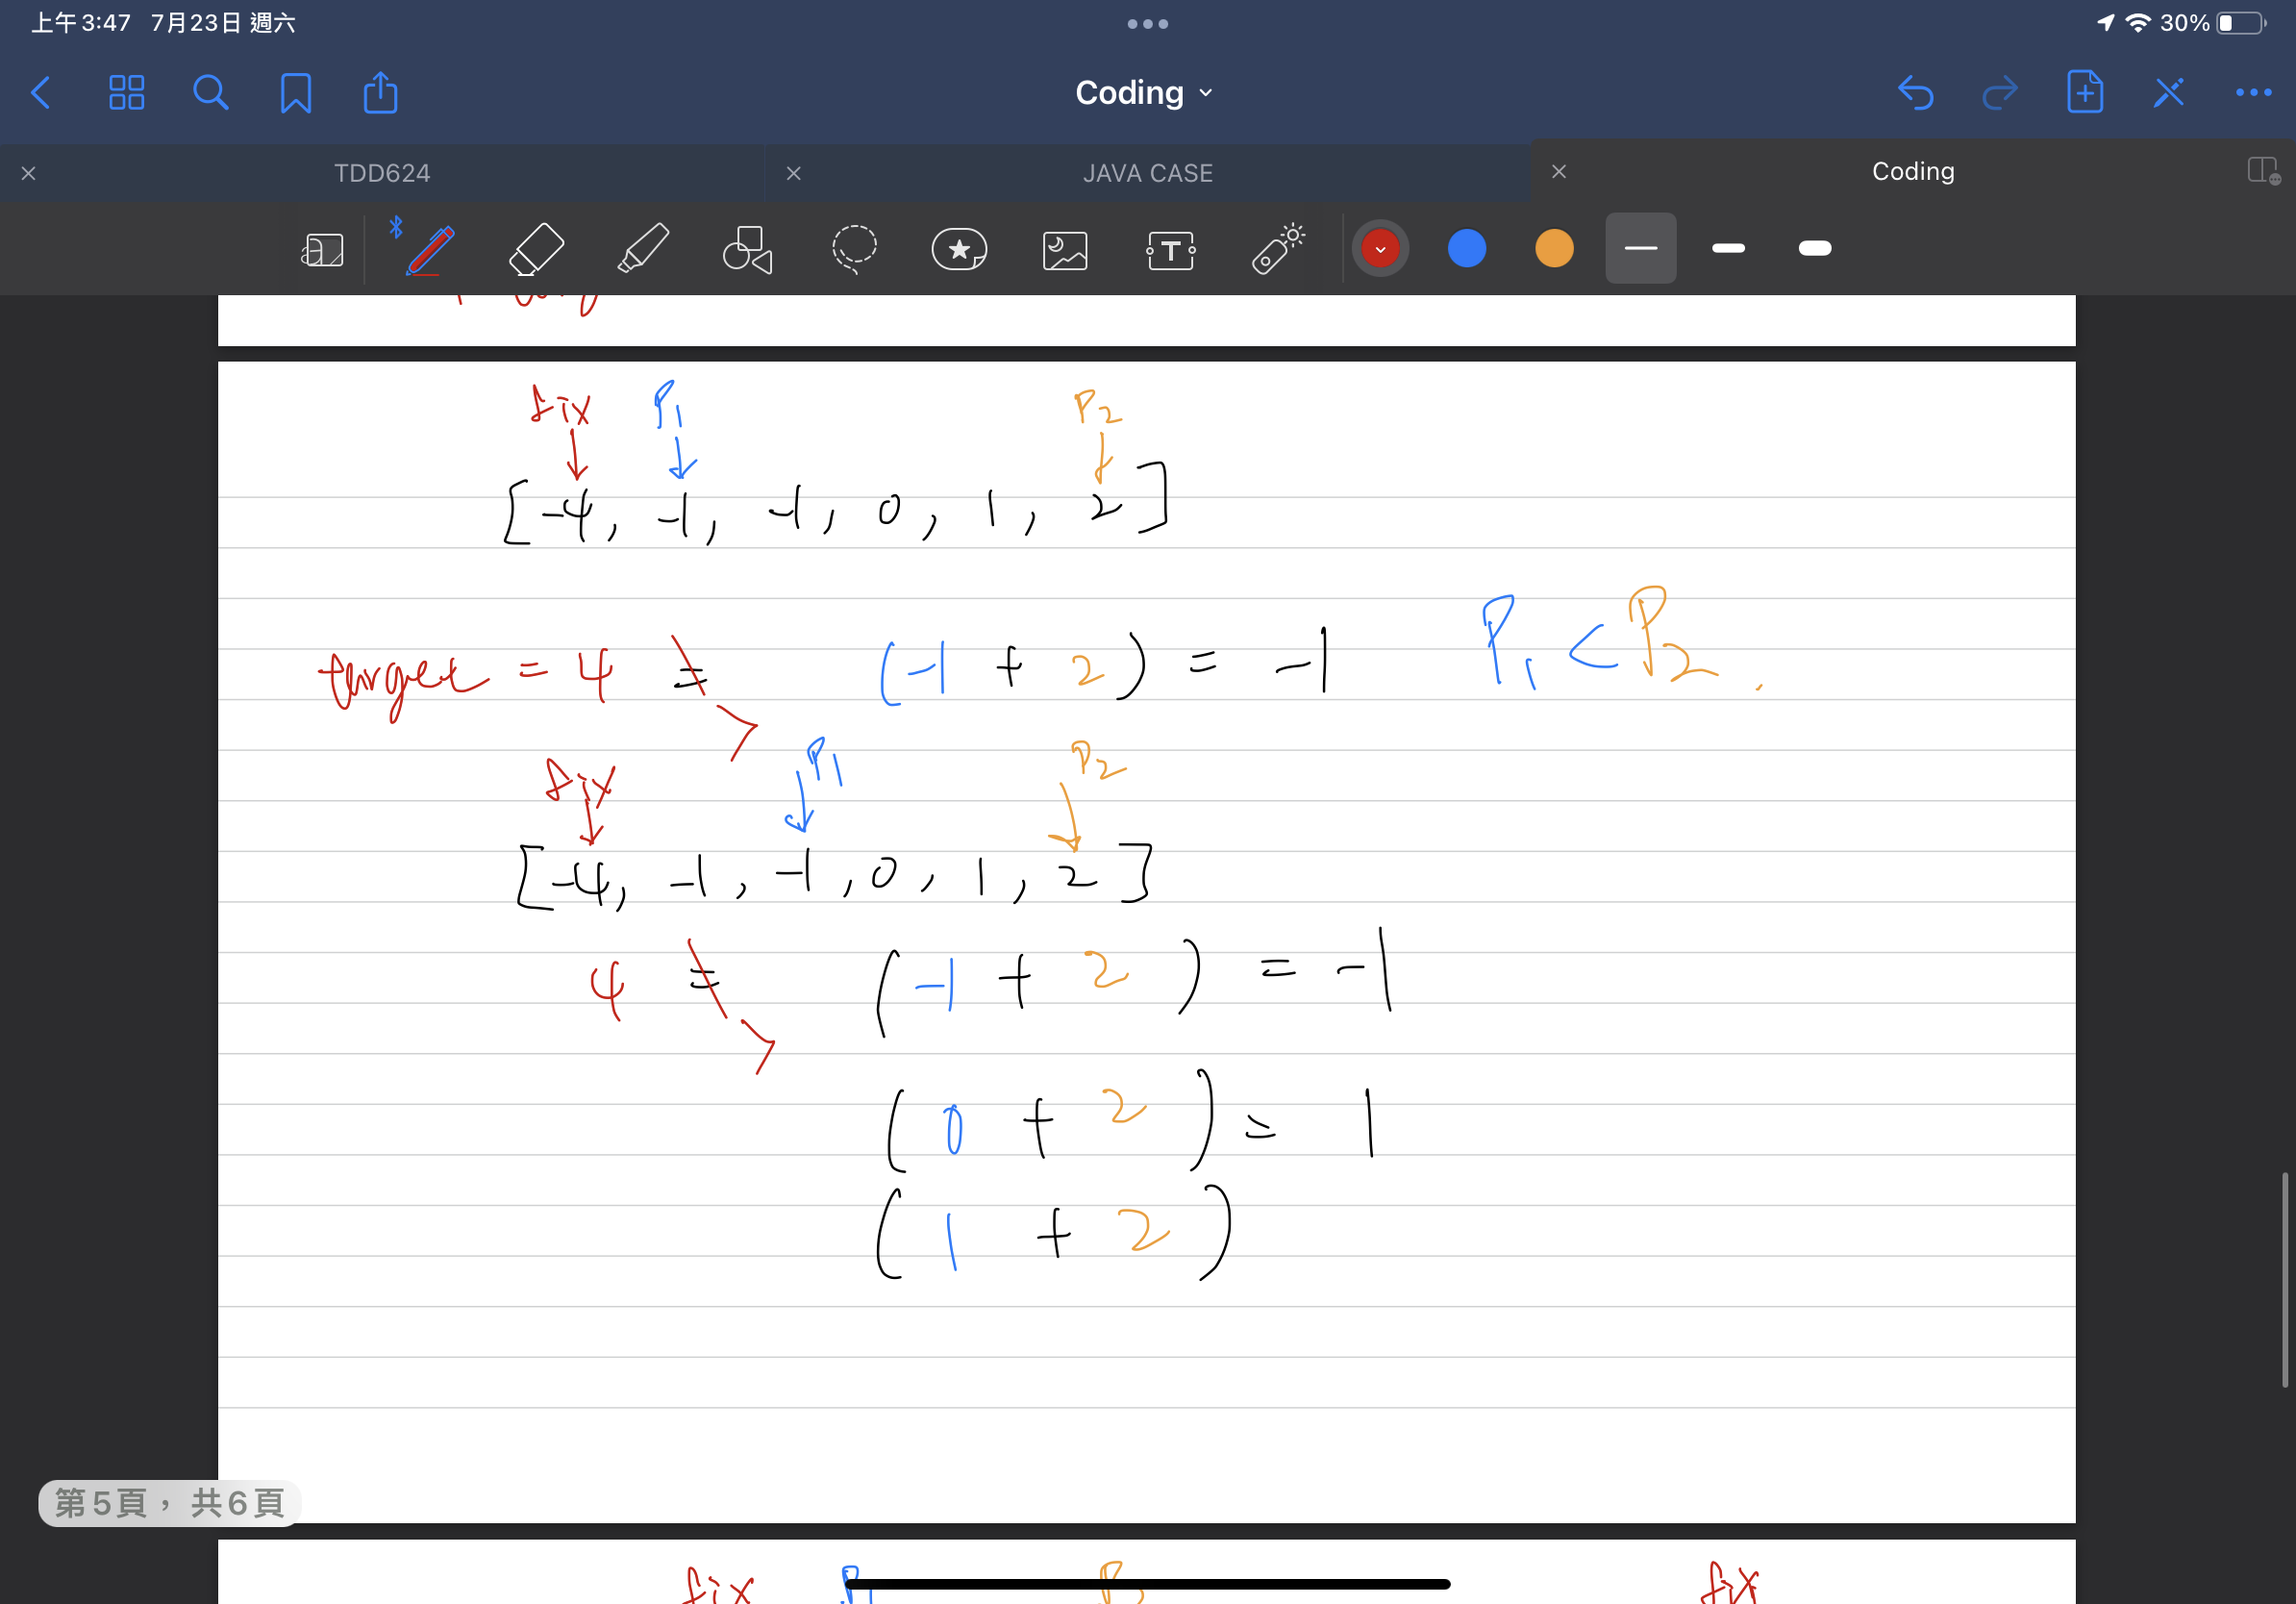 上午3:47 7月23日 週六 30%
Coding
TDD624 JAVA CASE Coding
fix P1 P2
[-4, -1, -1, 0, 1, 2]
target = 4 = (-1 + 2) = -1 P1 < P2.
>
fix P1 P2
[-4, -1, -1, 0, 1, 2]
4 = (-1 + 2) = -1
>
(0 + 2) = 1
(1 + 2)
第5頁，共6頁
fix P fix